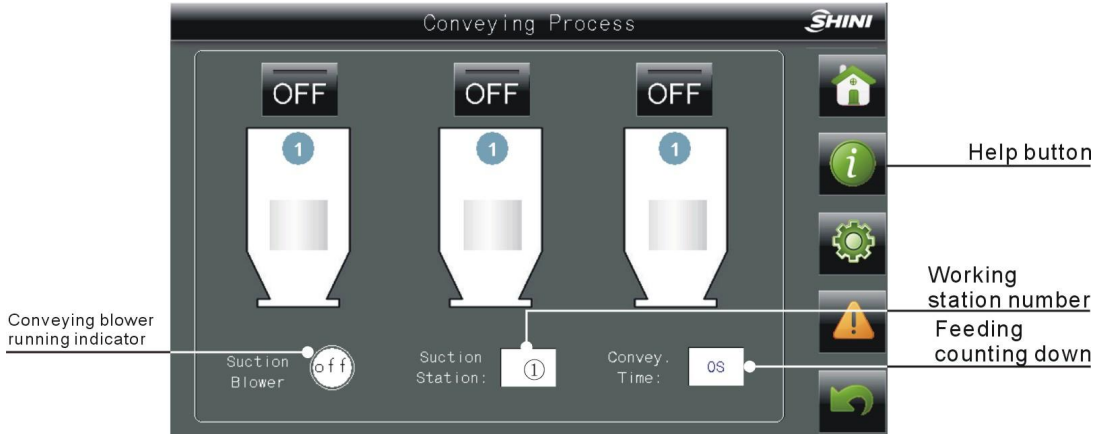 Conveying Process
SHINI
OFF
OFF
OFF
1
1
1
Help button
Working
station number
Feeding
counting down
Conveying blower
running indicator
Suction
Blower
off
Suction
Station:
①
Convey.
Time:
0S
i